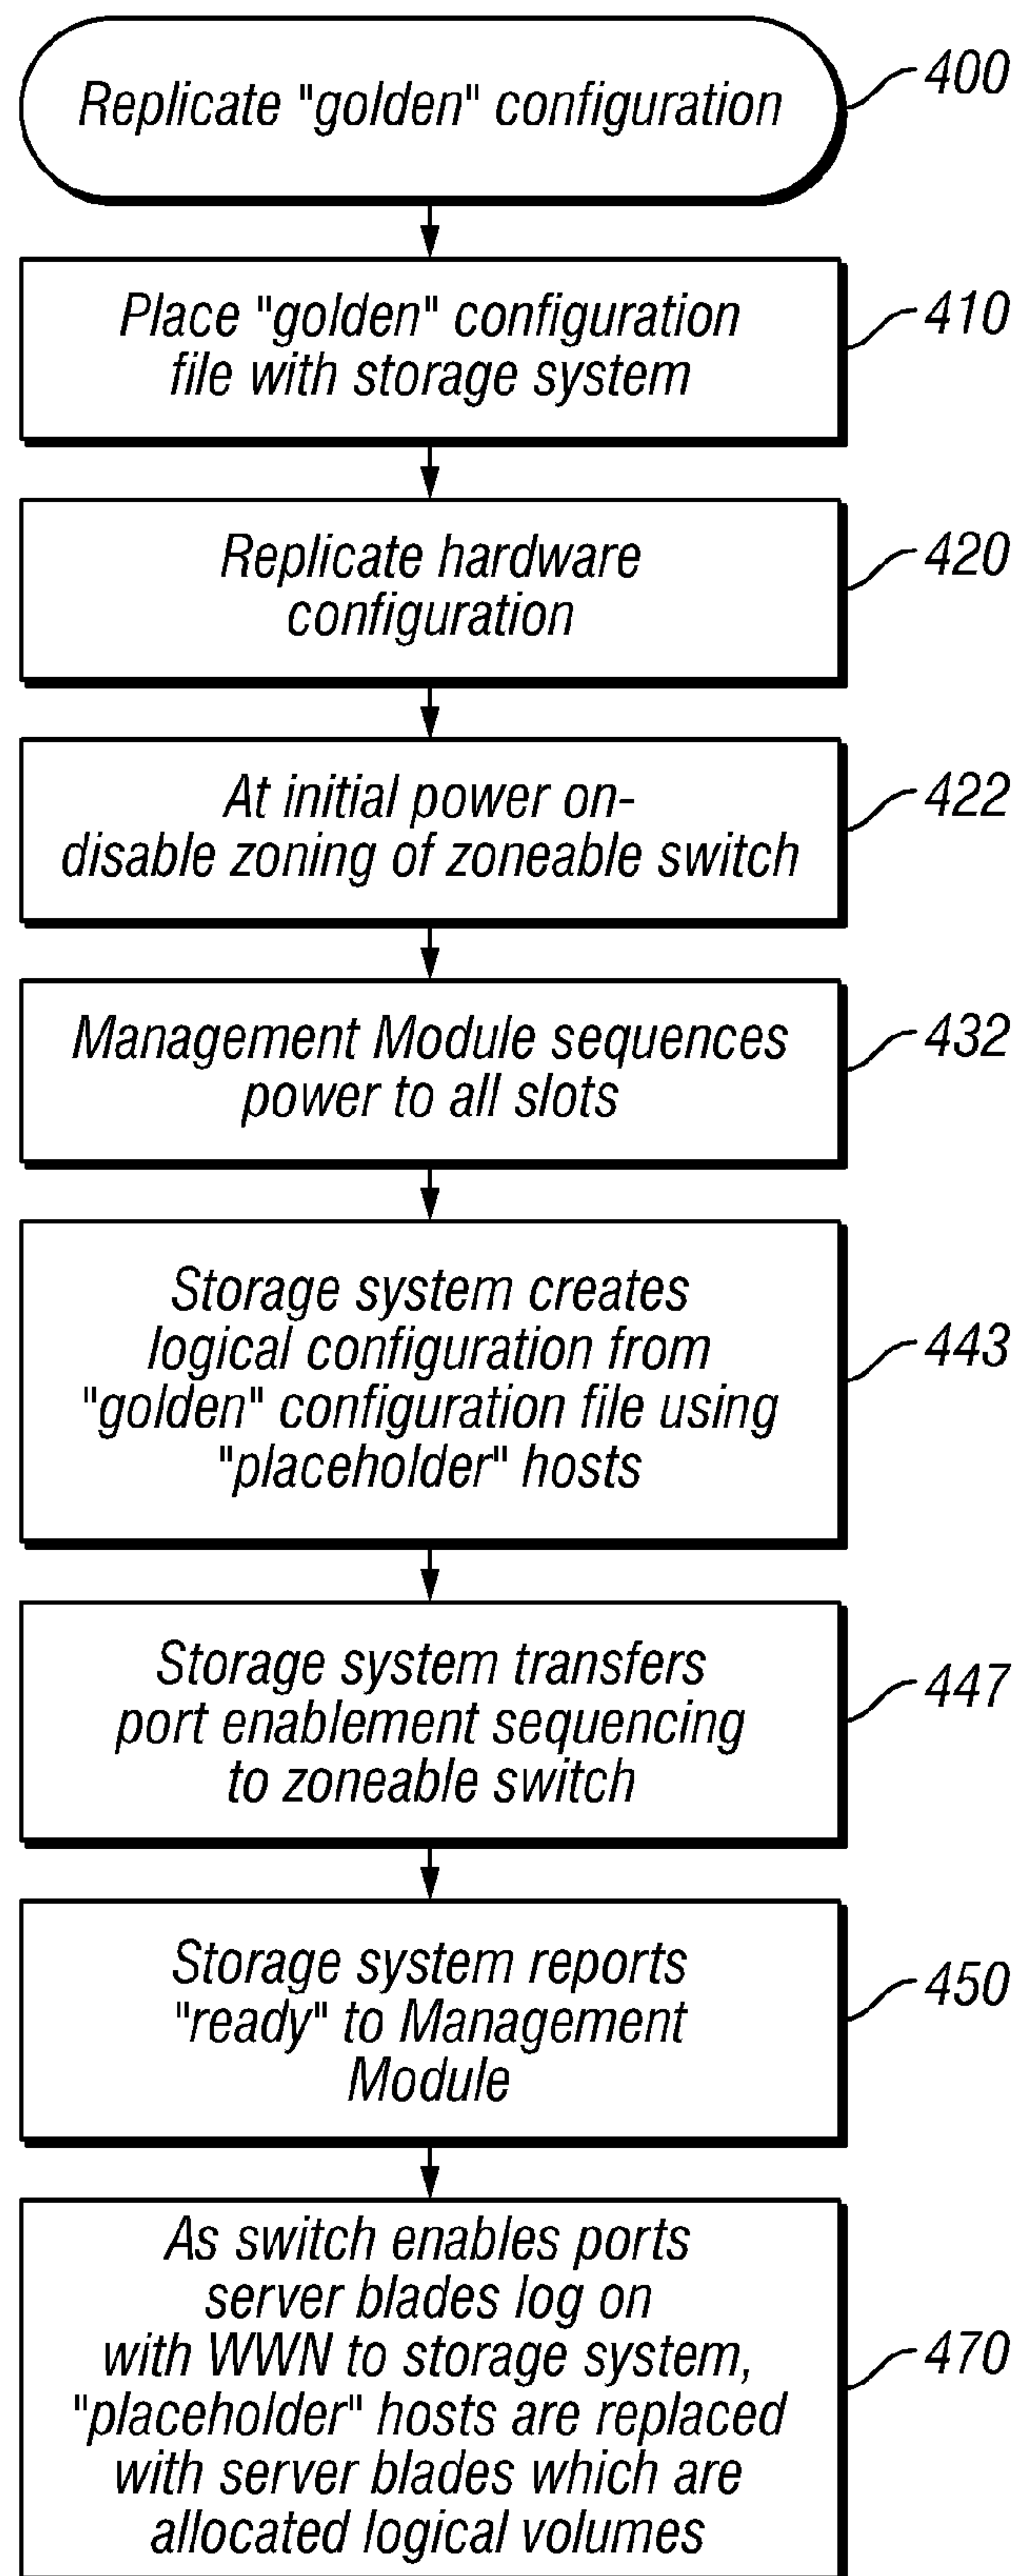 Replicate "golden" configuration
400
Place "golden" configuration
file with storage system
410
Replicate hardware
configuration
420
At initial power on-
disable zoning of zoneable switch
422
Management Module sequences
power to all slots
432
Storage system creates
logical configuration from
"golden" configuration file using
"placeholder" hosts
443
Storage system transfers
port enablement sequencing
to zoneable switch
447
Storage system reports
"ready" to Management
Module
450
As switch enables ports
server blades log on
with WWN to storage system,
"placeholder" hosts are replaced
with server blades which are
allocated logical volumes
470